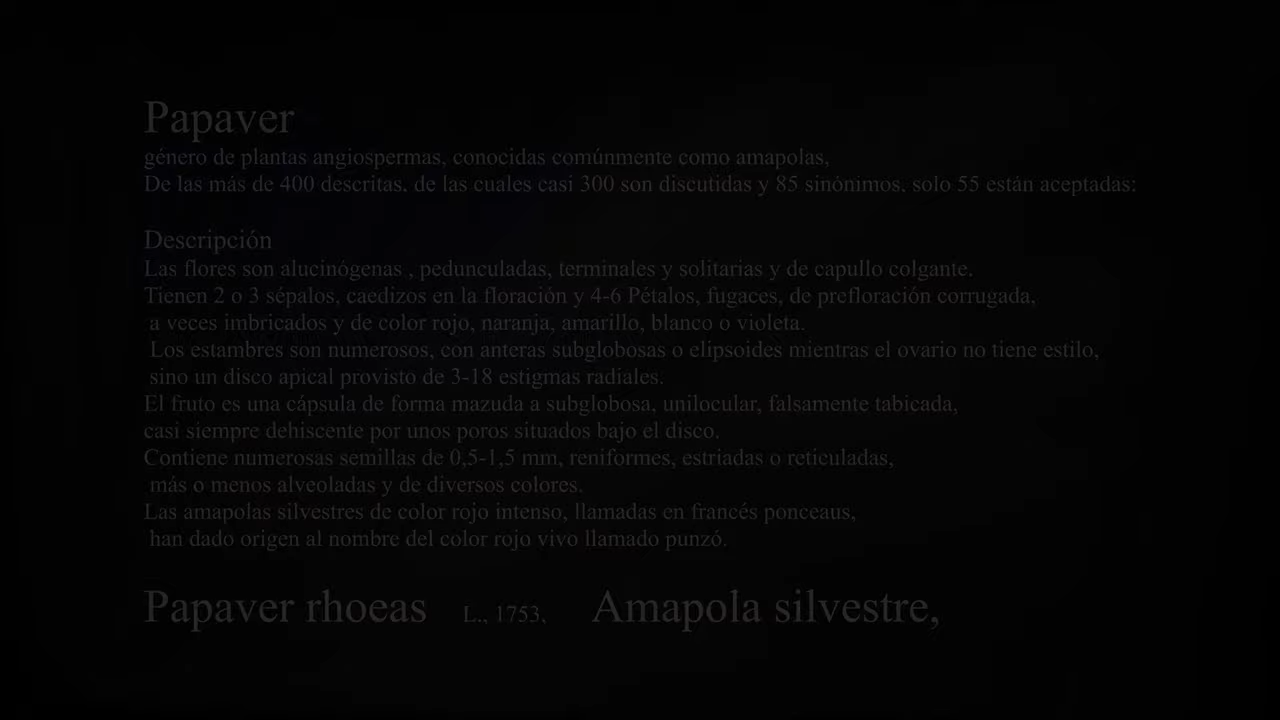 Papaver
género de plantas angiospermas, conocidas comúnmente como amapolas,
De las más de 400 descritas, de las cuales casi 300 son discutidas y 85 sinónimos, solo 55 están aceptadas:
Descripción
Las flores son alucinógenas , pedunculadas, terminales y solitarias y de capullo colgante.
Tienen 2 o 3 sépalos, caedizos en la floración y 4-6 Pétalos, fugaces, de prefloración corrugada,
a veces imbricados y de color rojo, naranja, amarillo, blanco o violeta.
Los estambres son numerosos, con anteras subglobosas o elipsoides mientras el ovario no tiene estilo,
sino un disco apical provisto de 3-18 estigmas radiales.
El fruto es una cápsula de forma mazuda a subglobosa, unilocular, falsamente tabicada,
casi siempre dehiscente por unos poros situados bajo el disco.
Contiene numerosas semillas de 0,5-1,5 mm, reniformes, estriadas o reticuladas,
más o menos alveoladas y de diversos colores.
Las amapolas silvestres de color rojo intenso, llamadas en francés ponceaus,
han dado origen al nombre del color rojo vivo llamado punzó.
Papaver rhoeas L., 1753, Amapola silvestre,